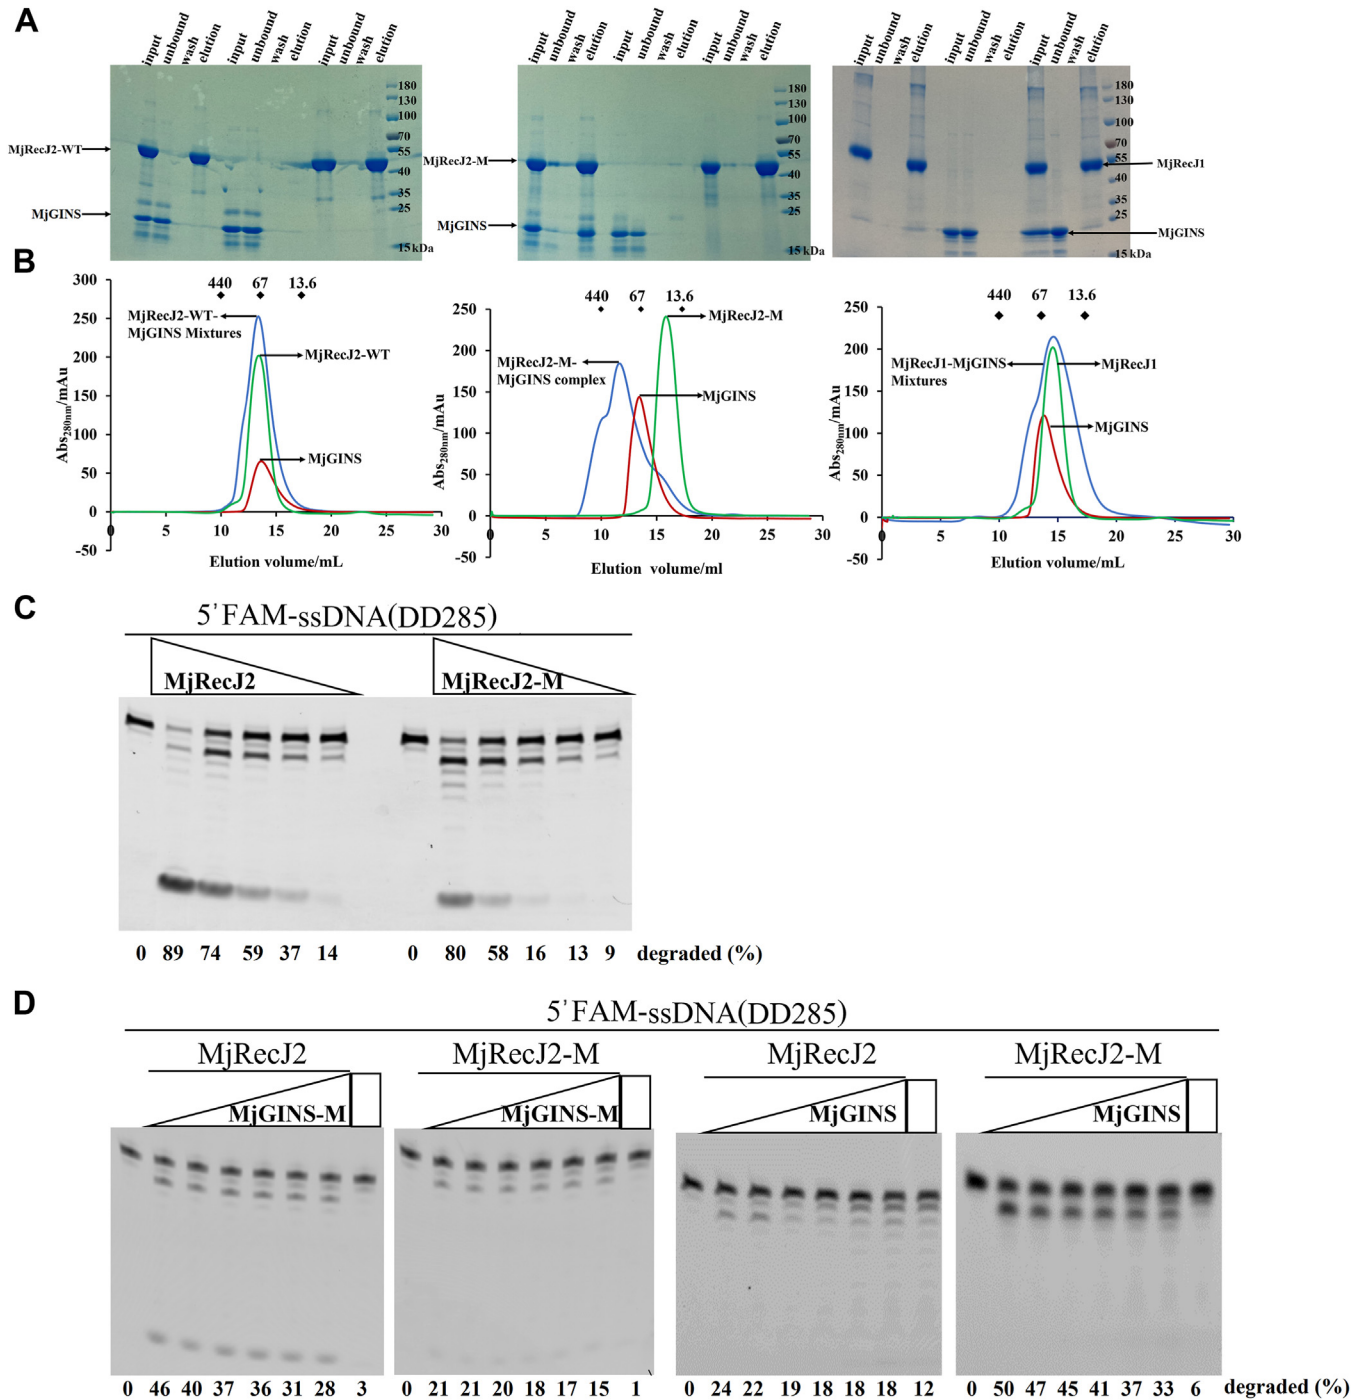 A
input unbound wash elution input unbound wash elution input unbound wash elution
input unbound wash elution input unbound wash elution input unbound wash elution
input unbound wash elution input unbound wash elution input unbound wash elution
MjRecJ2-WT
MjGINS
180
130
100
70
55
40
35
25
15 kDa
MjRecJ2-M
MjGINS
180
130
100
70
55
40
35
25
15 kDa
180
130
100
70
55
40
35
25
15 kDa
MjRecJ1
MjGINS
B
440 67 13.6
300
250
200
150
100
50
0
-50
Abs280nm/mAu
MjRecJ2-WT-
MjGINS Mixtures
MjRecJ2-WT
MjGINS
0 5 10 15 20 25 30
Elution volume/mL
440 67 13.6
250
200
150
100
50
0
-50
Abs280nm/mAu
MjRecJ2-M-
MjGINS complex
MjRecJ2-M
MjGINS
0 5 10 15 20 25 30
Elution volume/ml
440 67 13.6
250
200
150
100
50
0
-50
Abs280nm/mAu
MjRecJ1-MjGINS
Mixtures
MjRecJ1
MjGINS
0 5 10 15 20 25 30
Elution volume/mL
C
5'FAM-ssDNA(DD285)
MjRecJ2 MjRecJ2-M
0 89 74 59 37 14 0 80 58 16 13 9 degraded (%)
D
5'FAM-ssDNA(DD285)
MjRecJ2 MjRecJ2-M MjRecJ2 MjRecJ2-M
MjGINS-M MjGINS-M MjGINS MjGINS
0 46 40 37 36 31 28 3 0 21 21 20 18 17 15 1 0 24 22 19 18 18 18 12 0 50 47 45 41 37 33 6 degraded (%)